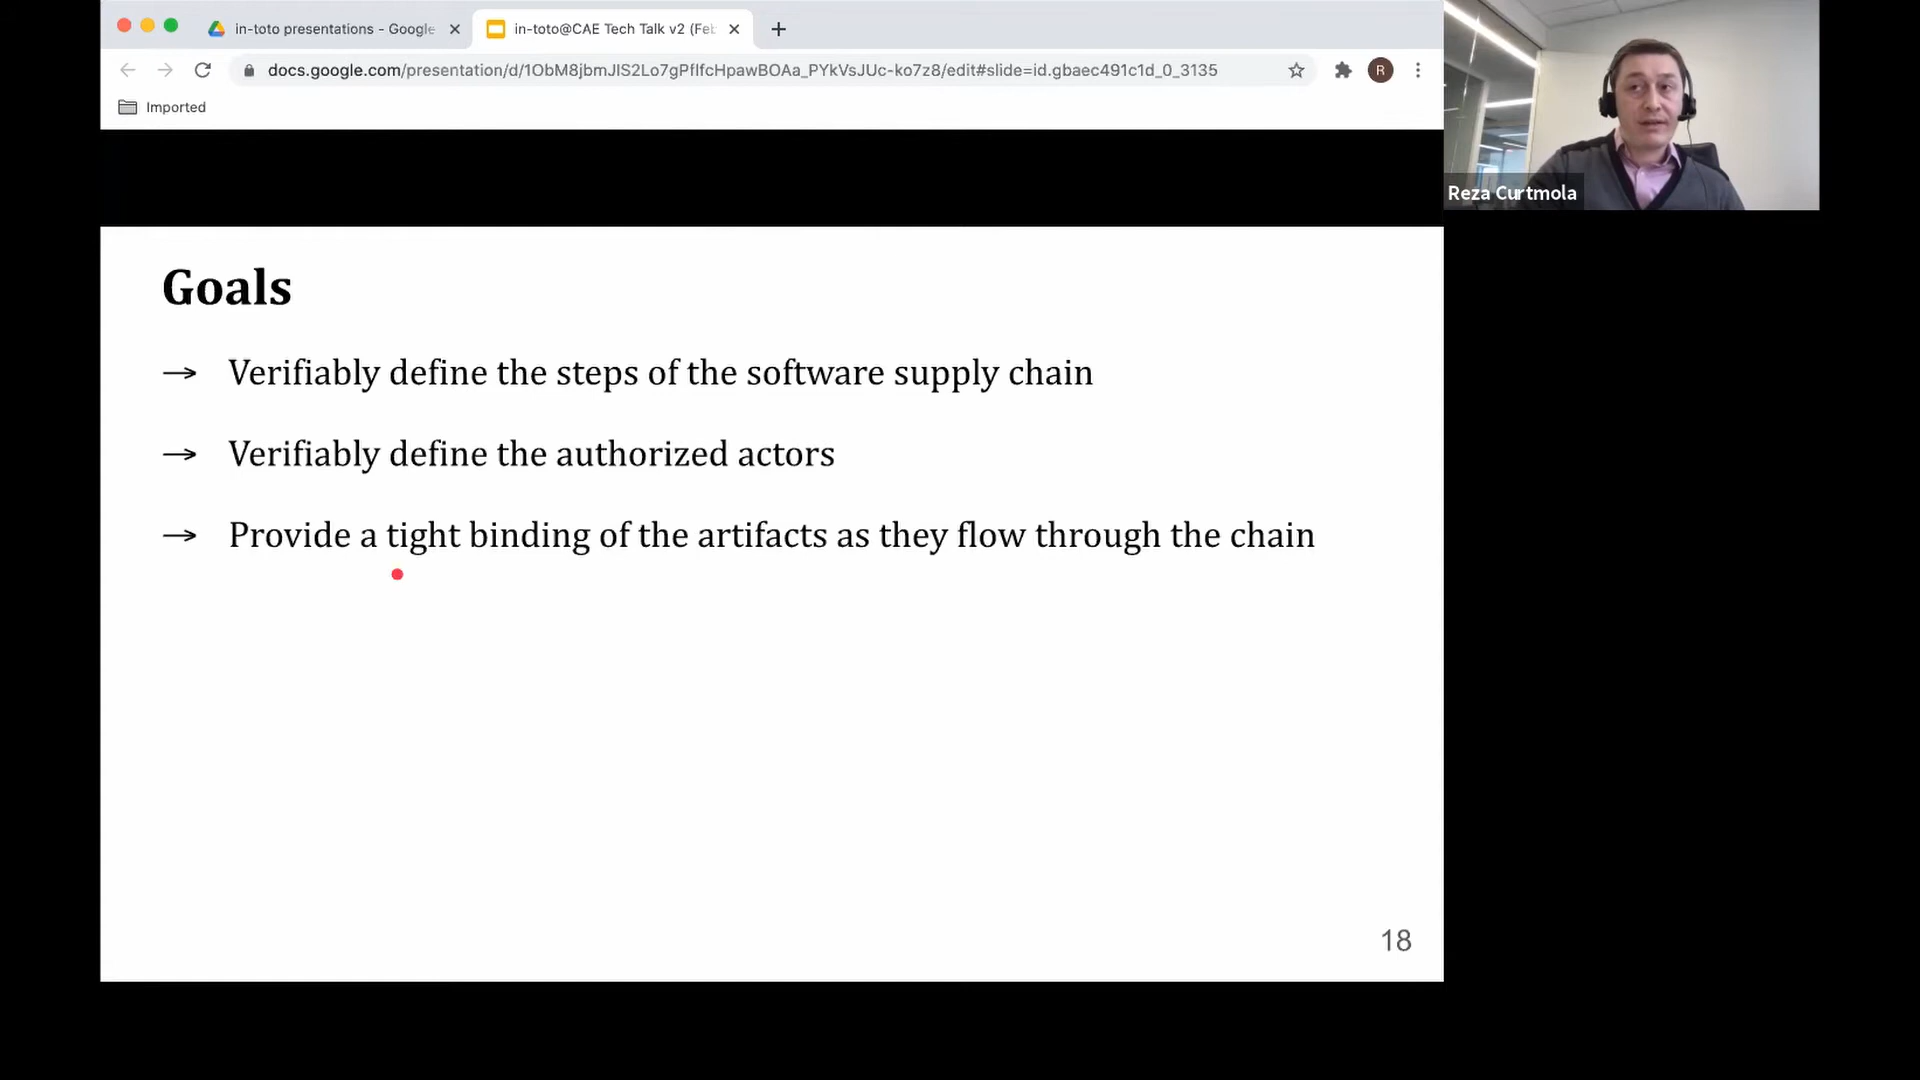 in-toto presentations - Google
in-toto@CAE Tech Talk v2 (Feb
docs.google.com/presentation/d/1ObM8jbmJIS2Lo7gPfIfcHpawBOAa_PYkVsJUc-ko7z8/edit#slide=id.gbaec491c1d_0_3135
R
Imported
Reza Curtmola
Goals
→ Verifiably define the steps of the software supply chain
→ Verifiably define the authorized actors
→ Provide a tight binding of the artifacts as they flow through the chain
18